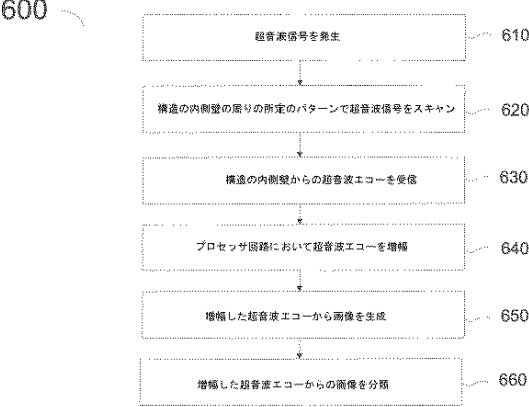 600
超音波信号を発生 610
構造の内側壁の周りの所定のパターンで超音波信号をスキャン 620
構造の内側壁からの超音波エコーを受信 630
プロセッサ回路において超音波エコーを増幅 640
増幅した超音波エコーから画像を生成 650
増幅した超音波エコーからの画像を分類 660